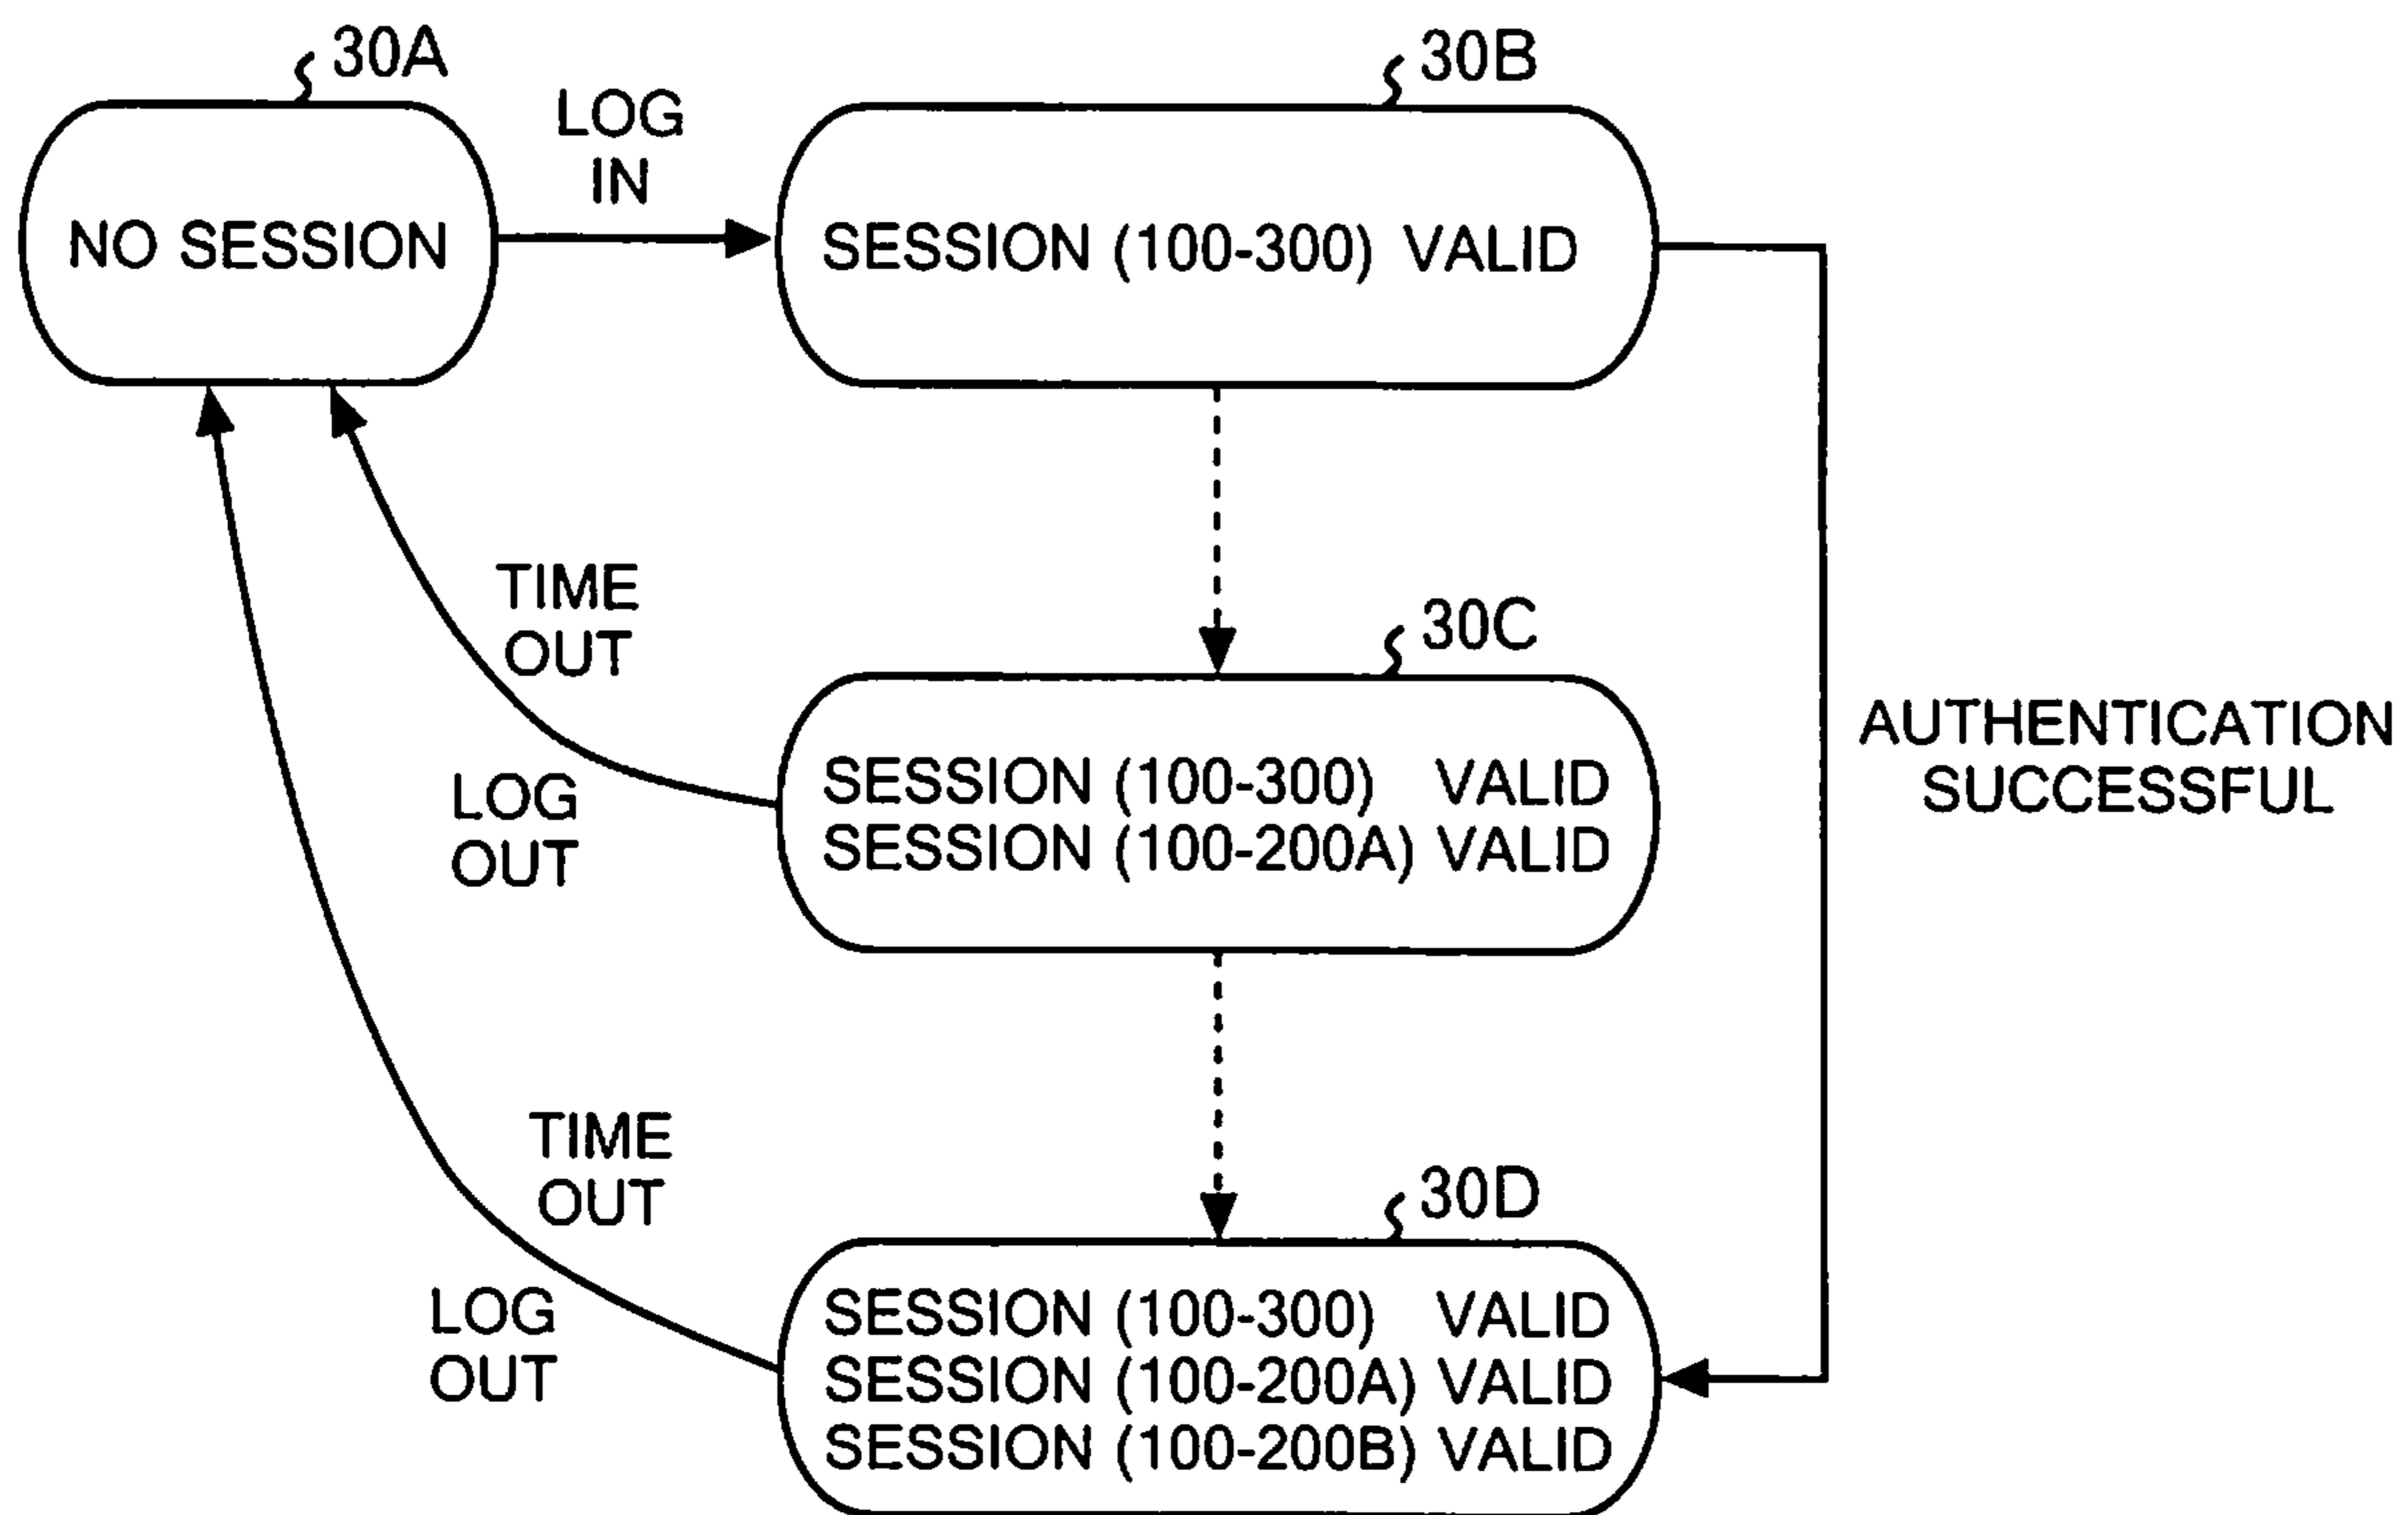 30A
30B
LOG
IN
NO SESSION
SESSION (100-300) VALID
TIME
OUT
30C
LOG
OUT
SESSION (100-300) VALID
SESSION (100-200A) VALID
AUTHENTICATION
SUCCESSFUL
TIME
OUT
30D
LOG
OUT
SESSION (100-300) VALID
SESSION (100-200A) VALID
SESSION (100-200B) VALID